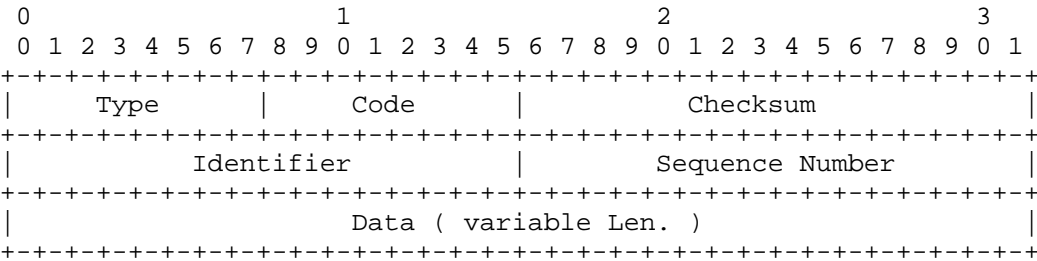 0                   1                   2                   3
 0 1 2 3 4 5 6 7 8 9 0 1 2 3 4 5 6 7 8 9 0 1 2 3 4 5 6 7 8 9 0 1
+-+-+-+-+-+-+-+-+-+-+-+-+-+-+-+-+-+-+-+-+-+-+-+-+-+-+-+-+-+-+-+-+
|     Type      |     Code      |          Checksum             |
+-+-+-+-+-+-+-+-+-+-+-+-+-+-+-+-+-+-+-+-+-+-+-+-+-+-+-+-+-+-+-+-+
|           Identifier          |        Sequence Number        |
+-+-+-+-+-+-+-+-+-+-+-+-+-+-+-+-+-+-+-+-+-+-+-+-+-+-+-+-+-+-+-+-+
|                     Data ( variable Len. )                    |
+-+-+-+-+-+-+-+-+-+-+-+-+-+-+-+-+-+-+-+-+-+-+-+-+-+-+-+-+-+-+-+-+